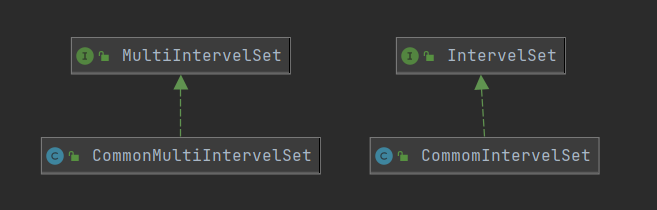 I MultiIntervelSet
I IntervelSet
C CommonMultiIntervelSet
C CommomIntervelSet